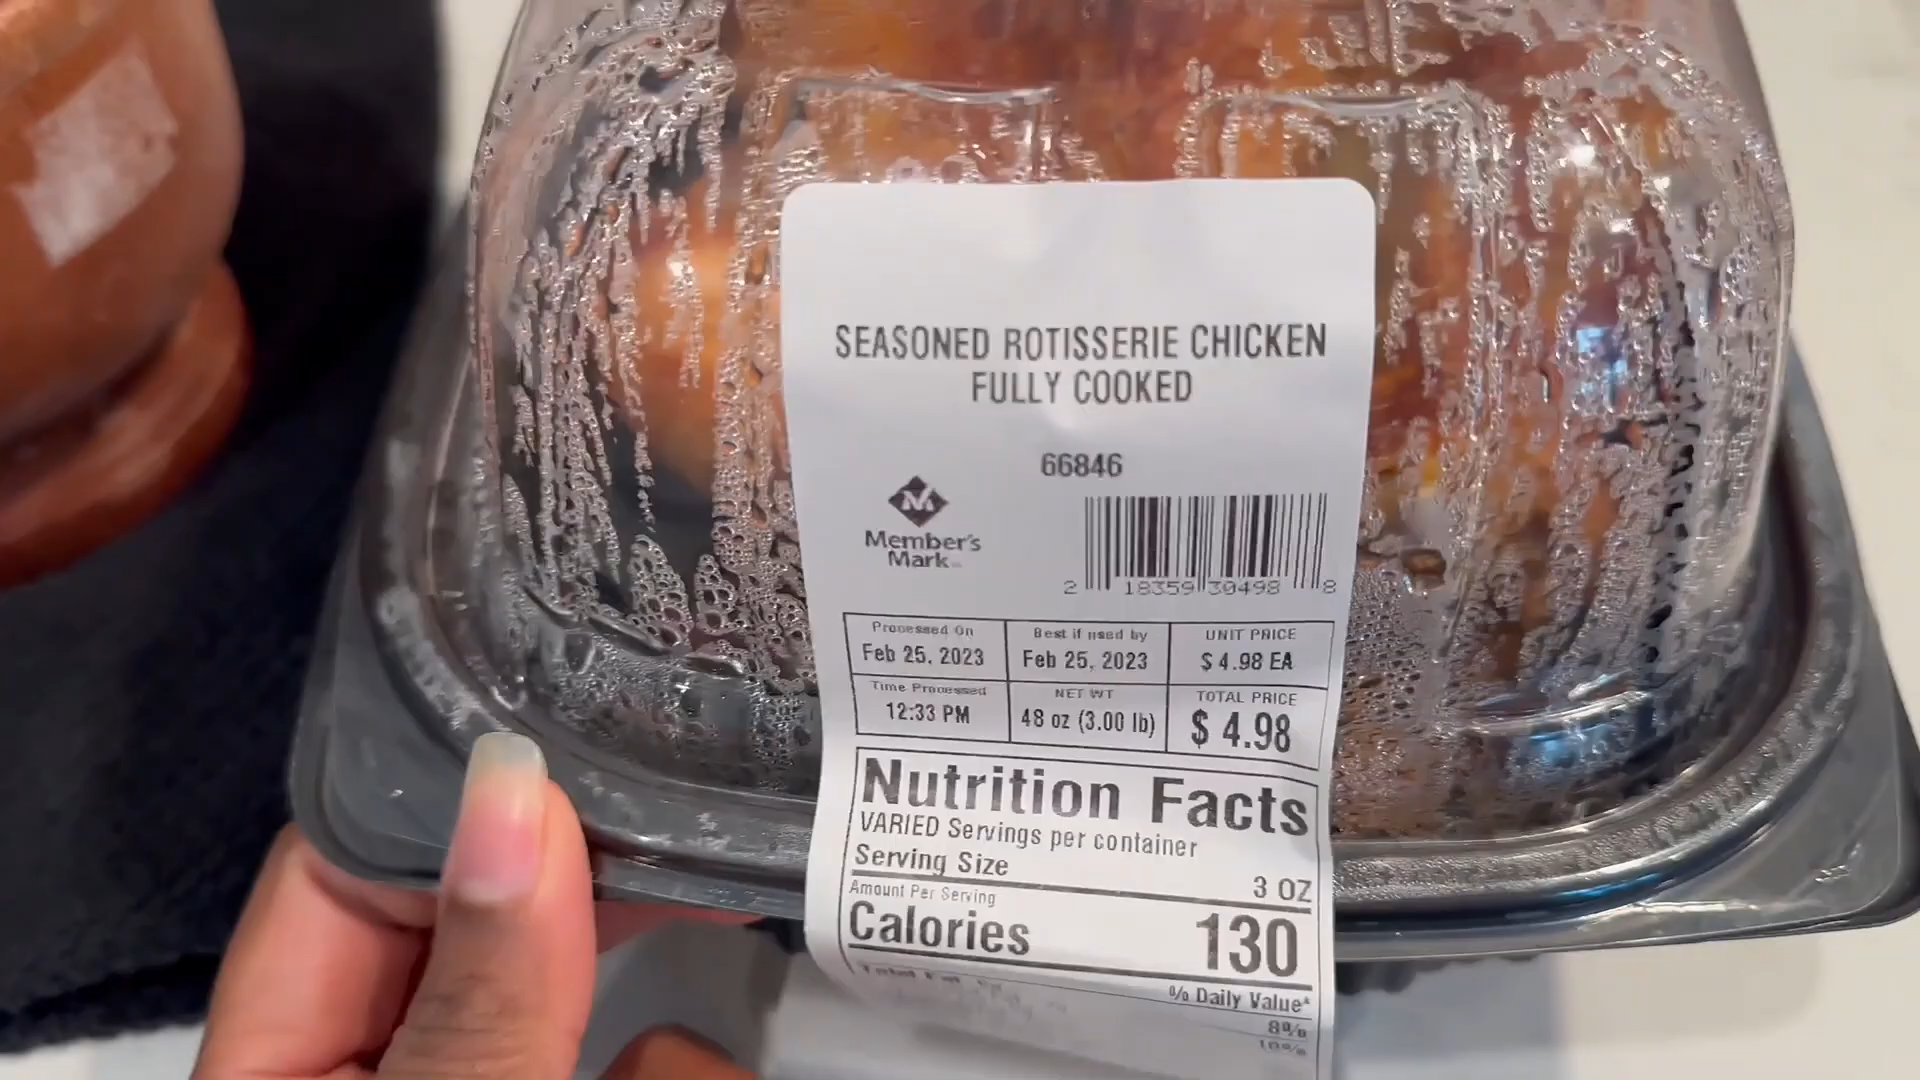 SEASONED ROTISSERIE CHICKEN
FULLY COOKED
66846
Member's
Mark
2 18359 30498 8
Processed On
Feb 25, 2023
Best if used by
Feb 25, 2023
UNIT PRICE
$ 4.98 EA
Time Processed
12:33 PM
NET WT
48 oz (3.00 lb)
TOTAL PRICE
$ 4.98
Nutrition Facts
VARIED Servings per container
Serving Size 3 OZ
Amount Per Serving
Calories 130
% Daily Value*
Total Fat 8%
10%